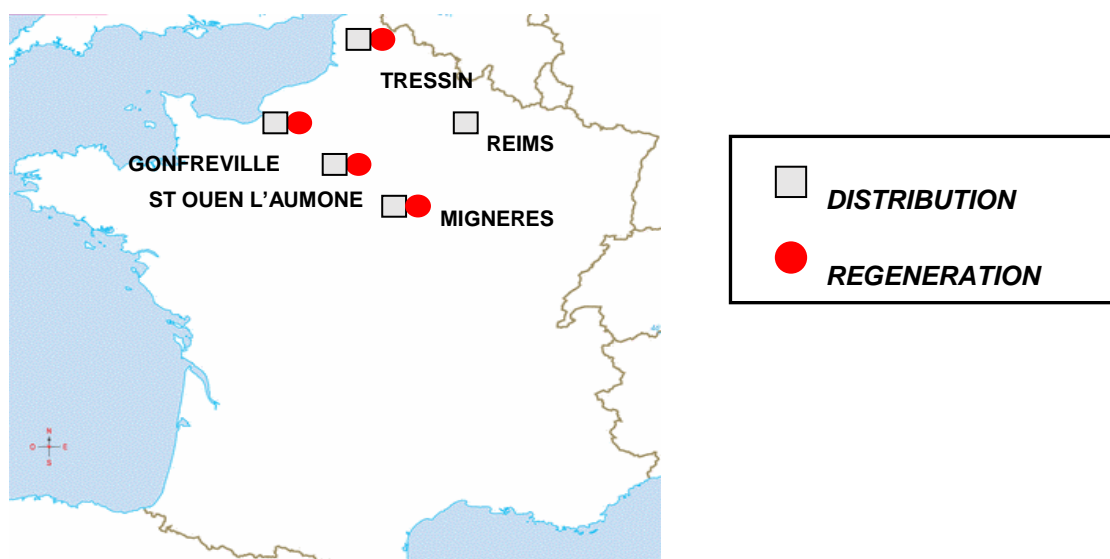 TRESSIN
REIMS
GONFREVILLE
ST OUEN L'AUMONE
MIGNERES
DISTRIBUTION
REGENERATION
N
O E
S